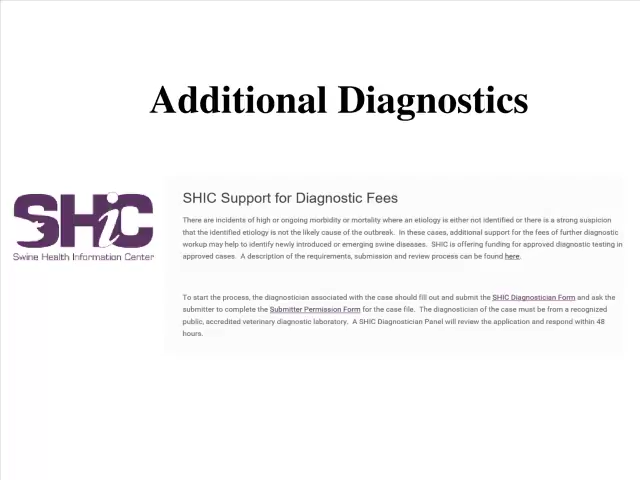 Additional Diagnostics
SHiC
Swine Health Information Center
SHIC Support for Diagnostic Fees
There are incidents of high or ongoing morbidity or mortality where an etiology is either not identified or there is a strong suspicion
that the identified etiology is not the likely cause of the outbreak. In these cases, additional support for the fees of further diagnostic
workup may help to identify newly introduced or emerging swine diseases. SHIC is offering funding for approved diagnostic testing in
approved cases. A description of the requirements, submission and review process can be found here.
To start the process, the diagnostician associated with the case should fill out and submit the SHIC Diagnostician Form and ask the
submitter to complete the Submitter Permission Form for the case file. The diagnostician of the case must be from a recognized
public, accredited veterinary diagnostic laboratory. A SHIC Diagnostician Panel will review the application and respond within 48
hours.